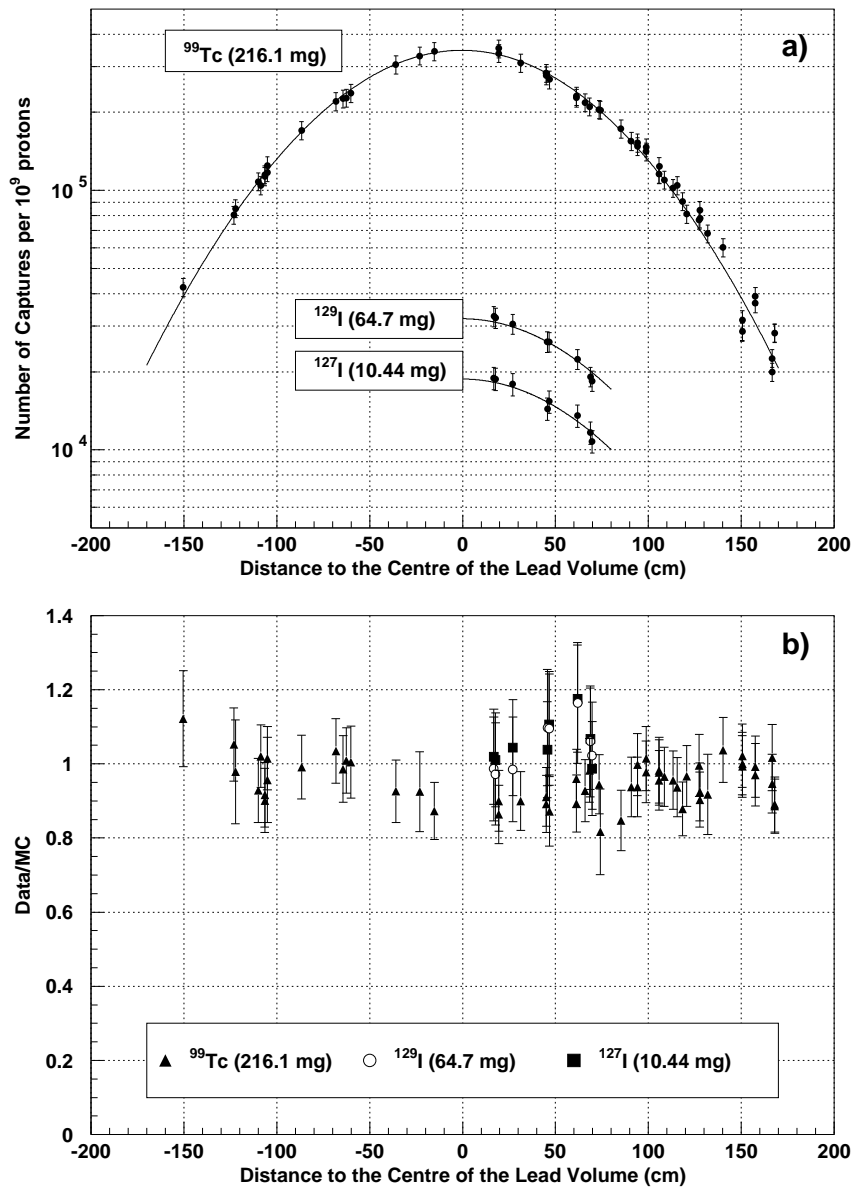 a)
⁹⁹Tc (216.1 mg)
10⁵
¹²⁹I (64.7 mg)
¹²⁷I (10.44 mg)
10⁴
Number of Captures per 10⁹ protons
-200 -150 -100 -50 0 50 100 150 200
Distance to the Centre of the Lead Volume (cm)
b)
1.4
1.2
1
0.8
0.6
0.4
0.2
0
Data/MC
⁹⁹Tc (216.1 mg) ¹²⁹I (64.7 mg) ¹²⁷I (10.44 mg)
-200 -150 -100 -50 0 50 100 150 200
Distance to the Centre of the Lead Volume (cm)